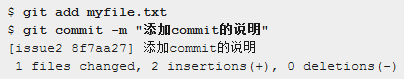 $ git add myfile.txt
$ git commit -m "添加commit的说明"
[issue2 8f7aa27] 添加commit的说明
1 files changed, 2 insertions(+), 0 deletions(-)